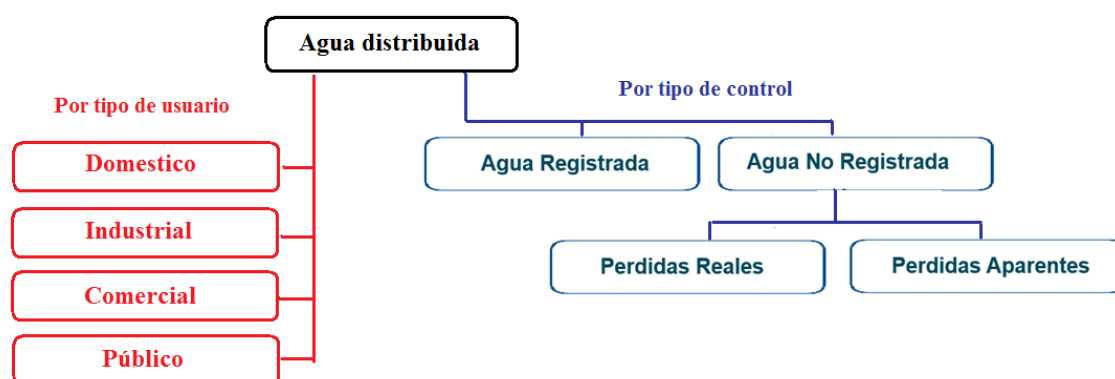 Agua distribuida
Por tipo de usuario
Domestico
Industrial
Comercial
Público
Por tipo de control
Agua Registrada
Agua No Registrada
Perdidas Reales
Perdidas Aparentes